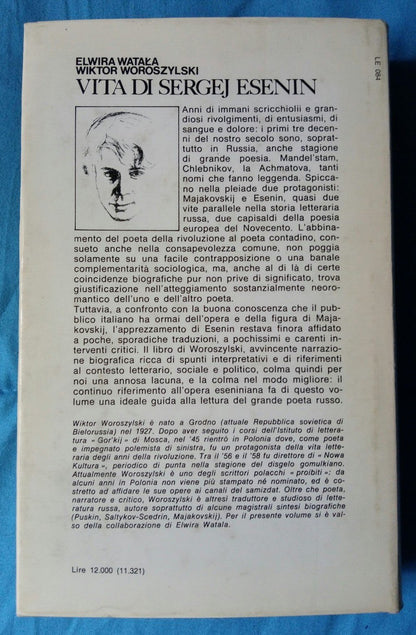 ELWIRA WATAŁA
WIKTOR WOROSZYLSKI
VITA DI SERGEJ ESENIN
LE 084
Anni di immani scricchiolii e gran-
diosi rivolgimenti, di entusiasmi, di
sangue e dolore: i primi tre decen-
ni del nostro secolo sono, soprat-
tutto in Russia, anche stagione
di grande poesia. Mandel'štam,
Chlebnikov, la Achmatova, tanti
nomi che fanno leggenda. Spicca-
no nella pleiade due protagonisti:
Majakovskij e Esenin, quasi due
vite parallele nella storia letteraria
russa, due capisaldi della poesia
europea del Novecento. L'abbina-
mento del poeta della rivoluzione al poeta contadino, con-
sueto anche nella consapevolezza comune, non poggia
solamente su una facile contrapposizione o una banale
complementarità sociologica, ma, anche al di là di certe
coincidenze biografiche pur non prive di significato, trova
giustificazione nell'atteggiamento sostanzialmente neoro-
mantico dell'uno e dell'altro poeta.
Tuttavia, a confronto con la buona conoscenza che il pub-
blico italiano ha ormai dell'opera e della figura di Maja-
kovskij, l'apprezzamento di Esenin restava finora affidato
a poche, sporadiche traduzioni, a pochissimi e carenti in-
terventi critici. Il libro di Woroszylski, avvincente narrazione
biografica ricca di spunti interpretativi e di riferimenti
al contesto letterario, sociale e politico, colma quindi per
noi una annosa lacuna, e la colma nel modo migliore: il
continuo riferimento all'opera eseniniana fa di questo vo-
lume una ideale guida alla lettura del grande poeta russo.
Wiktor Woroszylski è nato a Grodno (attuale Repubblica sovietica di
Bielorussia) nel 1927. Dopo aver seguito i corsi dell'Istituto di lettera-
tura « Gor'kij » di Mosca, nel '45 rientrò in Polonia dove, come poeta
e impegnato polemista di sinistra, fu un protagonista della vita lette-
raria degli anni della rivoluzione. Tra il '56 e il '58 fu direttore di « Nowa
Kultura », periodico di punta nella stagione del disgelo gomulkiano.
Attualmente Woroszylski è uno degli scrittori polacchi « proibiti »: da
alcuni anni in Polonia non viene più stampato né nominato, ed è co-
stretto ad affidare le sue opere ai canali del samizdat. Oltre che poeta,
narratore e critico, Woroszylski è altresì traduttore e studioso di lette-
ratura russa, autore soprattutto di alcune magistrali sintesi biografiche
(Puskin, Saltykov-Scedrin, Majakovskij). Per il presente volume si è val-
so della collaborazione di Elwira Watala.
Lire 12.000 (11.321)